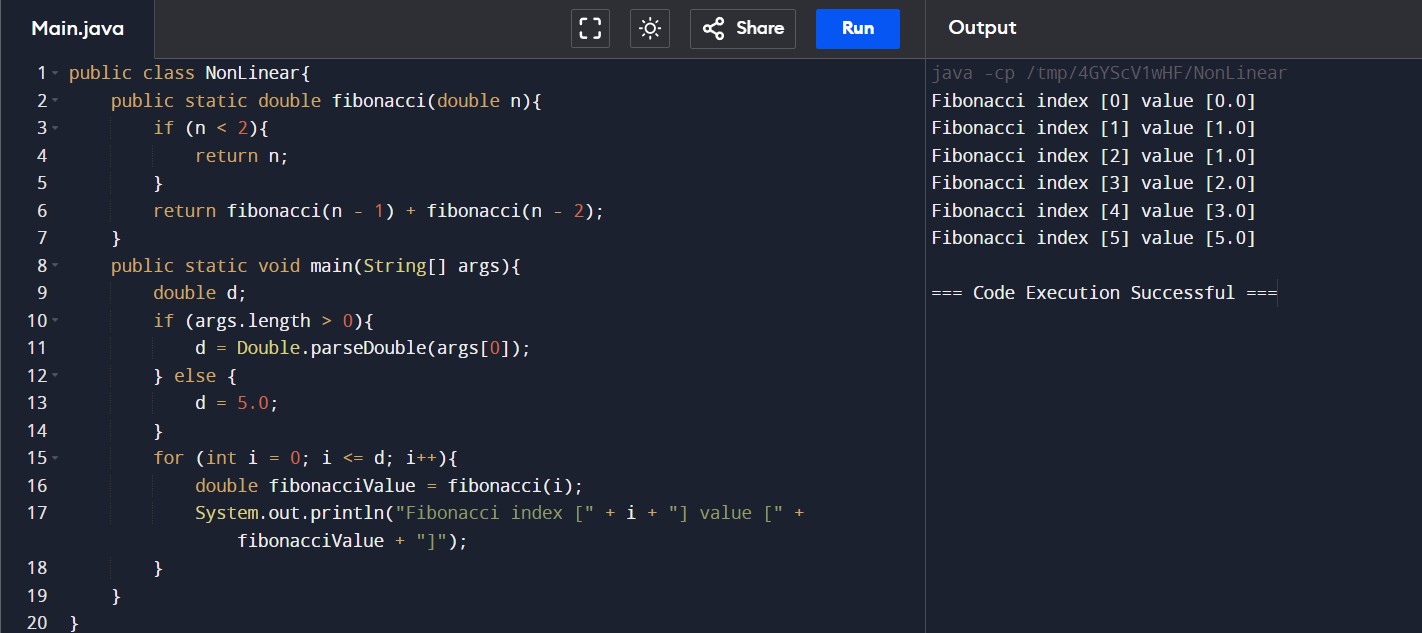 Main.java
Share
Run
Output
1 public class NonLinear{
2     public static double fibonacci(double n){
3         if (n < 2){
4             return n;
5         }
6         return fibonacci(n - 1) + fibonacci(n - 2);
7     }
8     public static void main(String[] args){
9         double d;
10         if (args.length > 0){
11             d = Double.parseDouble(args[0]);
12         } else {
13             d = 5.0;
14         }
15         for (int i = 0; i <= d; i++){
16             double fibonacciValue = fibonacci(i);
17             System.out.println("Fibonacci index [" + i + "] value [" +
                fibonacciValue + "]");
18         }
19     }
20 }
java -cp /tmp/4GYScV1wHF/NonLinear
Fibonacci index [0] value [0.0]
Fibonacci index [1] value [1.0]
Fibonacci index [2] value [1.0]
Fibonacci index [3] value [2.0]
Fibonacci index [4] value [3.0]
Fibonacci index [5] value [5.0]
=== Code Execution Successful ===